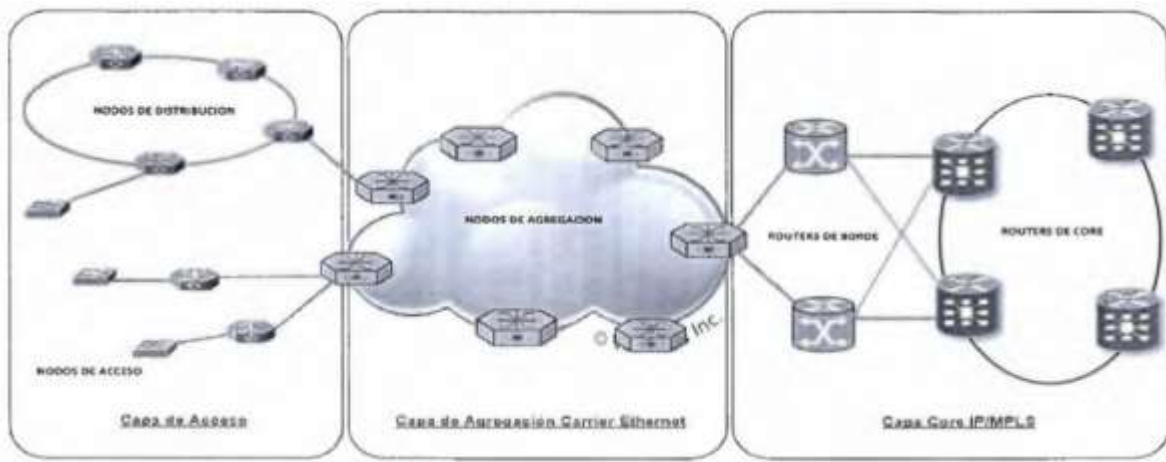 NODOS DE DISTRIBUCION
NODOS DE ACCESO
Capa de Acceso
NODOS DE AGREGACION
© Inc.
Capa de Agregación Carrier Ethernet
ROUTERS DE BORDE
ROUTERS DE CORE
Capa Core IP/MPLS